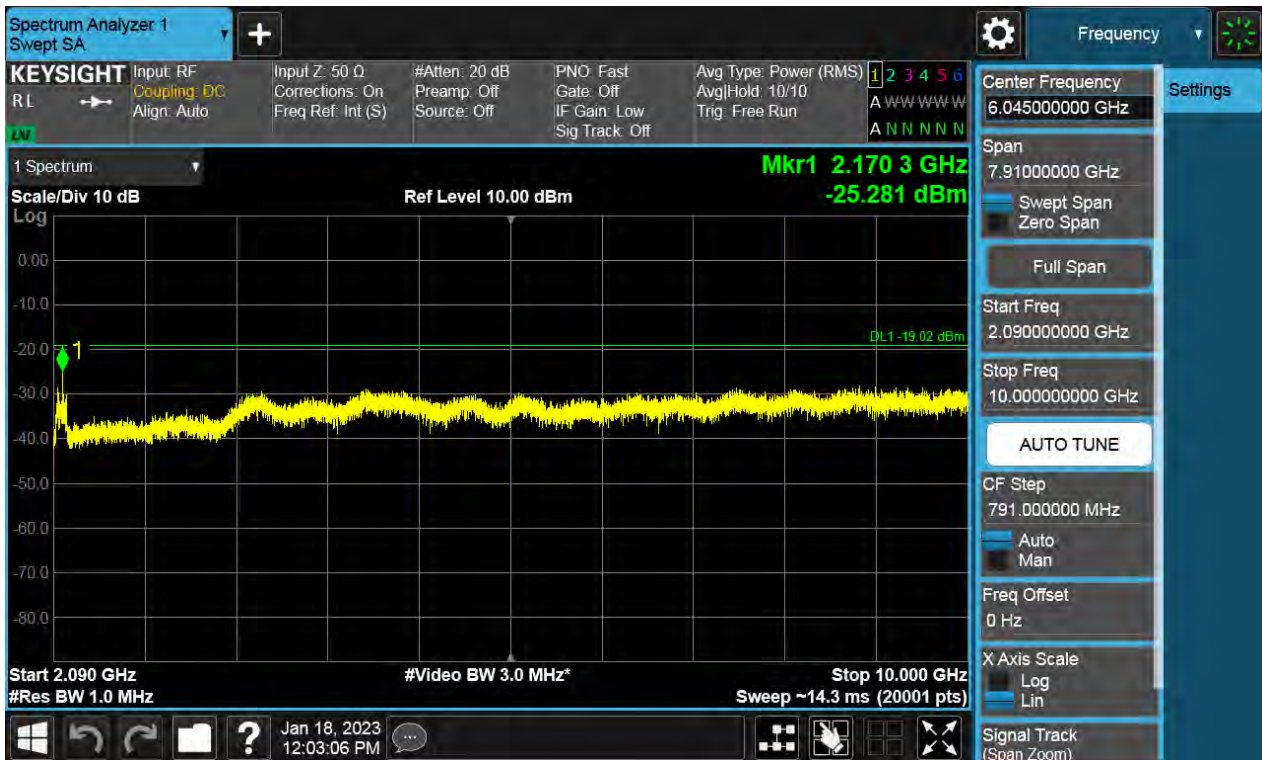 Spectrum Analyzer 1
Swept SA
+
Frequency
KEYSIGHT
RL
LXI
Input: RF
Coupling: DC
Align: Auto
Input Z: 50 Ω
Corrections: On
Freq Ref: Int (S)
#Atten: 20 dB
Preamp: Off
Source: Off
PNO: Fast
Gate: Off
IF Gain: Low
Sig Track: Off
Avg Type: Power (RMS)
Avg|Hold: 10/10
Trig: Free Run
1 2 3 4 5 6
A W W W W W
A N N N N N
1 Spectrum
Scale/Div 10 dB
Ref Level 10.00 dBm
Mkr1 2.170 3 GHz
-25.281 dBm
Log
0.00
-10.0
-20.0
-30.0
-40.0
-50.0
-60.0
-70.0
-80.0
1
DL1 -19.02 dBm
Start 2.090 GHz
#Res BW 1.0 MHz
#Video BW 3.0 MHz*
Stop 10.000 GHz
Sweep ~14.3 ms (20001 pts)
?
Jan 18, 2023
12:03:06 PM
Center Frequency
6.045000000 GHz
Settings
Span
7.91000000 GHz
Swept Span
Zero Span
Full Span
Start Freq
2.090000000 GHz
Stop Freq
10.000000000 GHz
AUTO TUNE
CF Step
791.000000 MHz
Auto
Man
Freq Offset
0 Hz
X Axis Scale
Log
Lin
Signal Track
(Span Zoom)